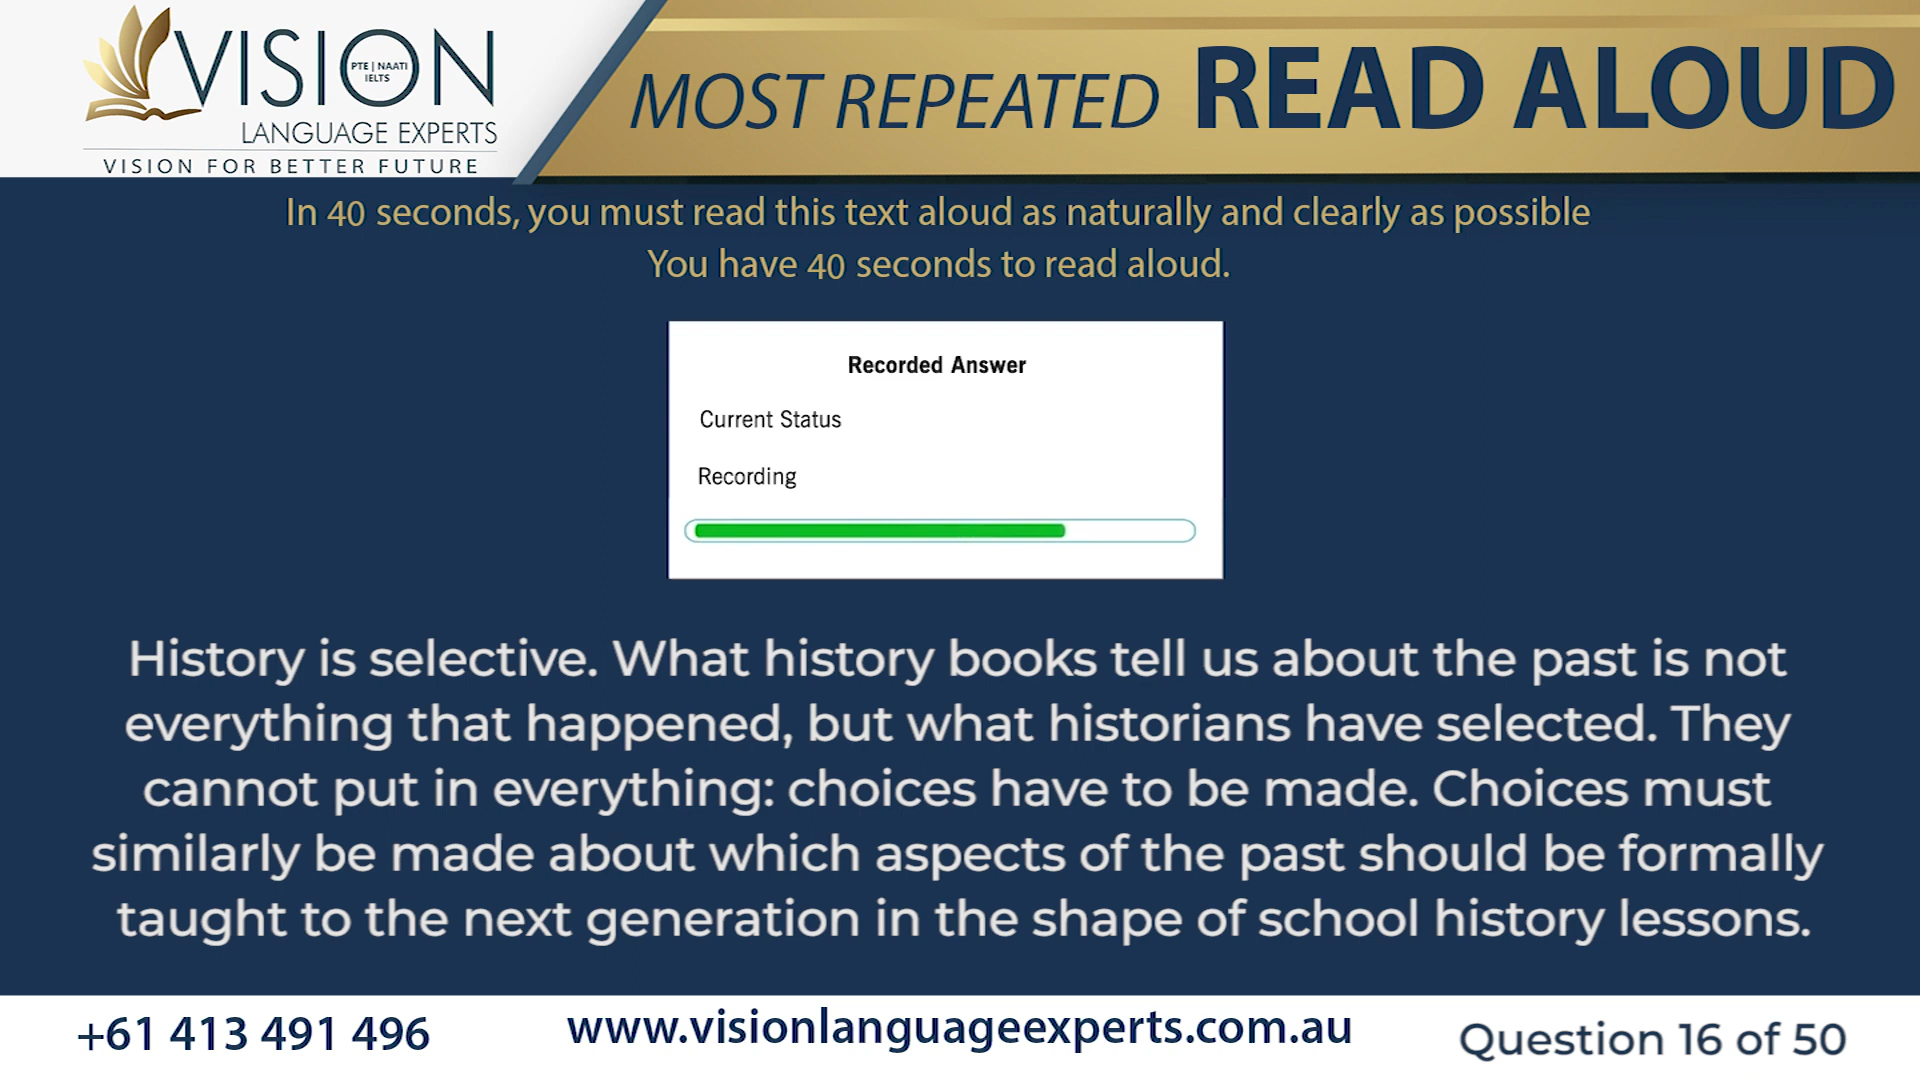 VISION
PTE | NAATI
IELTS
LANGUAGE EXPERTS
VISION FOR BETTER FUTURE
MOST REPEATED READ ALOUD
In 40 seconds, you must read this text aloud as naturally and clearly as possible
You have 40 seconds to read aloud.
Recorded Answer
Current Status
Recording
History is selective. What history books tell us about the past is not
everything that happened, but what historians have selected. They
cannot put in everything: choices have to be made. Choices must
similarly be made about which aspects of the past should be formally
taught to the next generation in the shape of school history lessons.
+61 413 491 496
www.visionlanguageexperts.com.au
Question 16 of 50